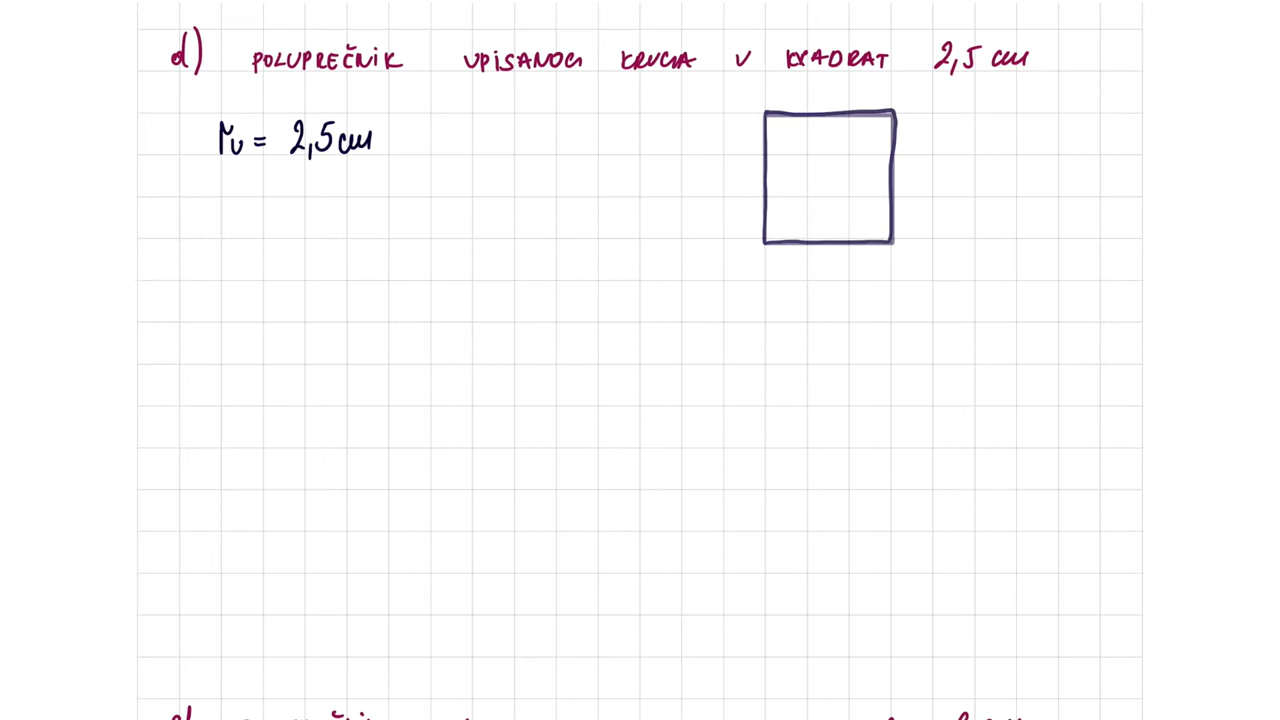 d) POLUPREČNIK UPISANOG KRUGA U KVADRAT 2,5 cm
rᵤ = 2,5 cm